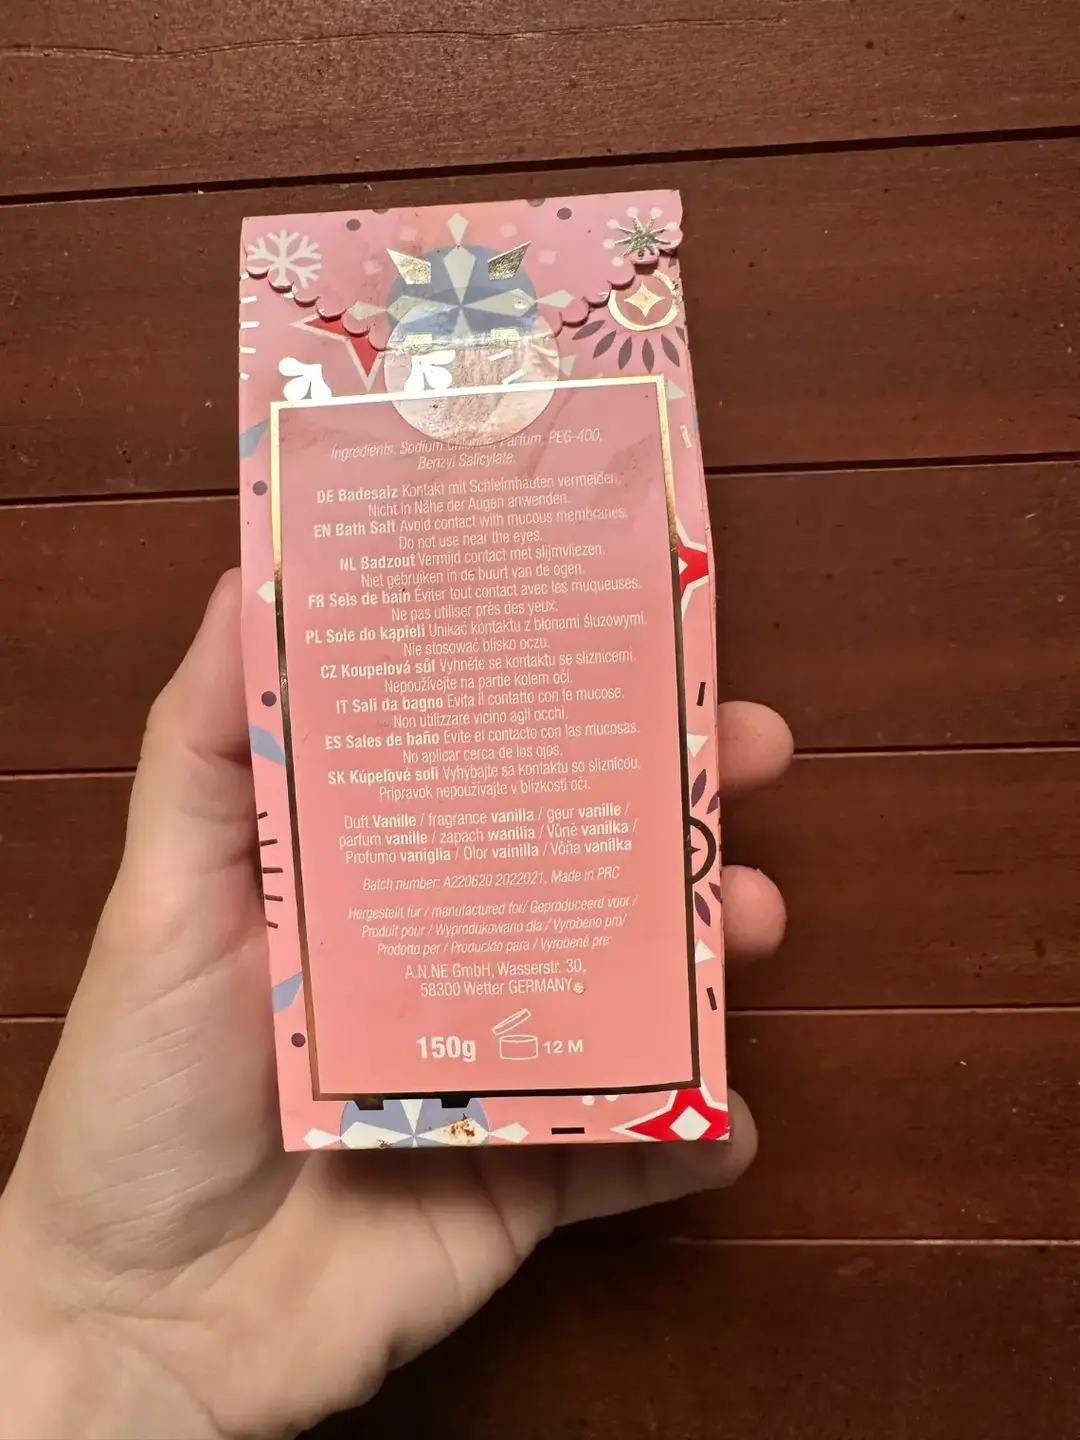 Ingredients: Sodium Chloride, Parfum, PEG-400,
Benzyl Salicylate.
DE Badesalz Kontakt mit Schleimhäuten vermeiden.
Nicht in Nähe der Augen anwenden.
EN Bath Salt Avoid contact with mucous membranes.
Do not use near the eyes.
NL Badzout Vermijd contact met slijmvliezen.
Niet gebruiken in de buurt van de ogen.
FR Sels de bain Éviter tout contact avec les muqueuses.
Ne pas utiliser près des yeux.
PL Sole do kąpieli Unikać kontaktu z błonami śluzowymi.
Nie stosować blisko oczu.
CZ Koupelová sůl Vyhněte se kontaktu se sliznicemi.
Nepoužívejte na partie kolem očí.
IT Sali da bagno Evita il contatto con le mucose.
Non utilizzare vicino agli occhi.
ES Sales de baño Evite el contacto con las mucosas.
No aplicar cerca de los ojos.
SK Kúpeľové soli Vyhýbajte sa kontaktu so sliznicou.
Prípravok nepoužívajte v blízkosti očí.
Duft Vanille / fragrance vanilla / geur vanille /
parfum vanille / zapach wanilia / Vůně vanilka /
Profumo vaniglia / Olor vainilla / Vôňa vanilka
Batch number: A220620 2022021, Made in PRC
Hergestellt für / manufactured for/ Geproduceerd voor /
Produit pour / Wyprodukowano dla / Vyrobeno pro/
Prodotto per / Producido para / Vyrobené pre
A.N.NE GmbH, Wasserstr. 30,
58300 Wetter GERMANY
150g 12 M